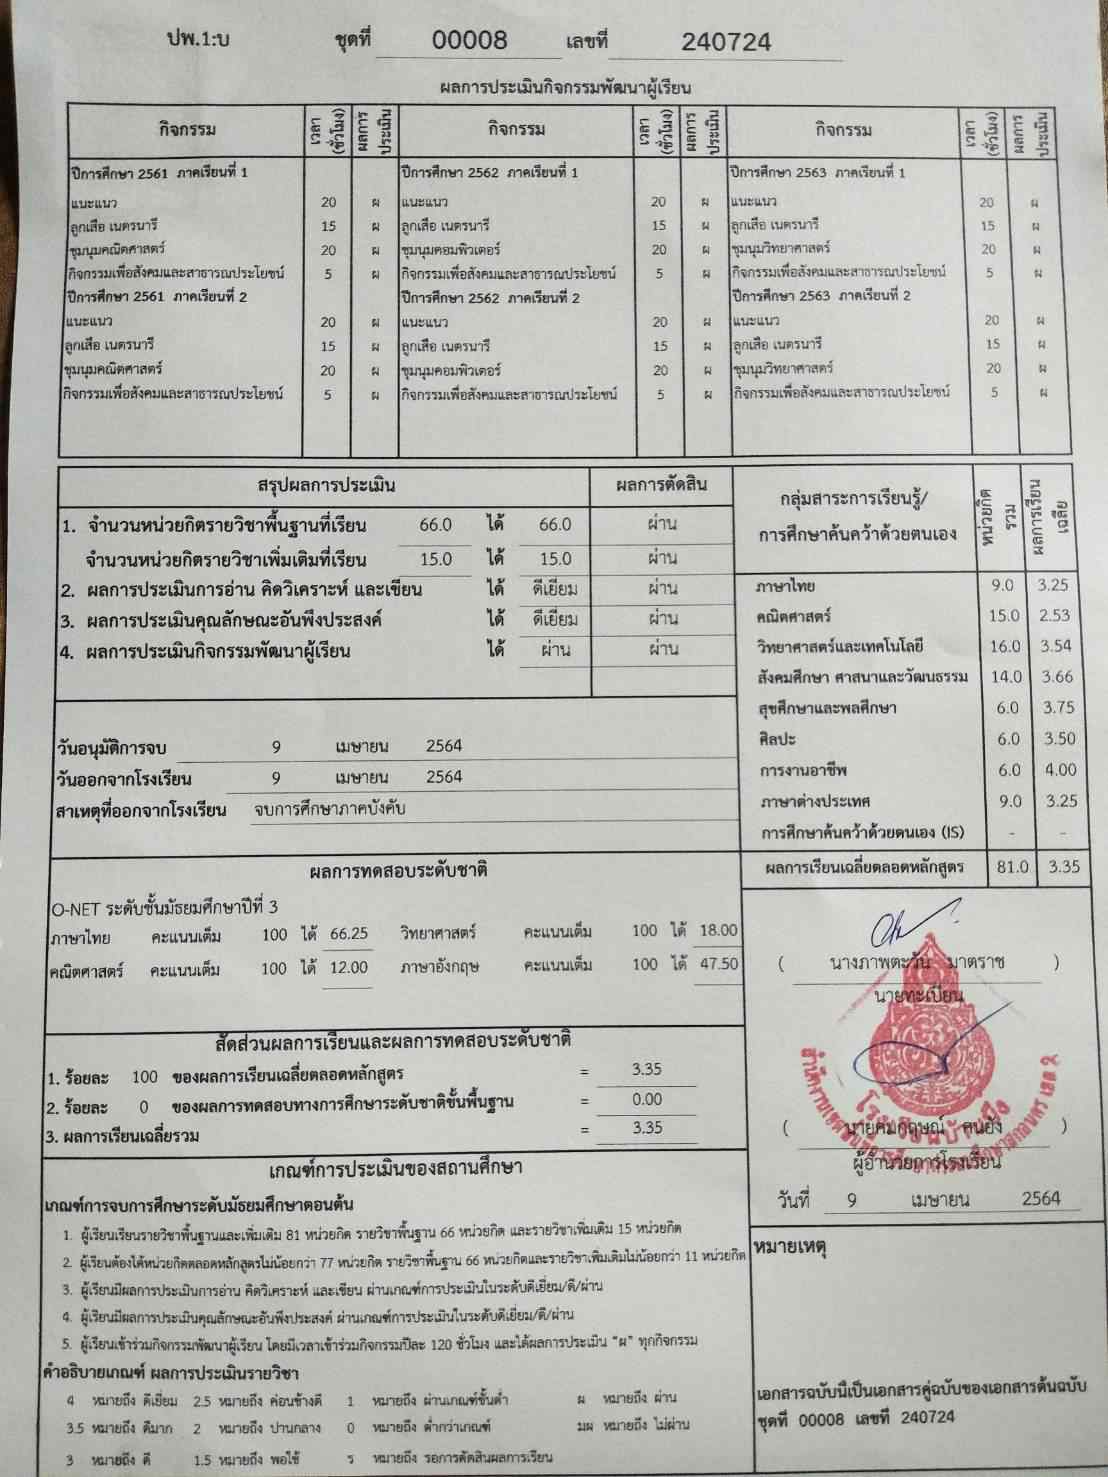 ปพ.1:บ ชุดที่ 00008 เลขที่ 240724
ผลการประเมินกิจกรรมพัฒนาผู้เรียน
กิจกรรม เวลา (ชั่วโมง) ผลการประเมิน กิจกรรม เวลา (ชั่วโมง) ผลการประเมิน กิจกรรม เวลา (ชั่วโมง) ผลการประเมิน
ปีการศึกษา 2561 ภาคเรียนที่ 1 ปีการศึกษา 2562 ภาคเรียนที่ 1 ปีการศึกษา 2563 ภาคเรียนที่ 1
แนะแนว 20 ผ แนะแนว 20 ผ แนะแนว 20 ผ
ลูกเสือ เนตรนารี 15 ผ ลูกเสือ เนตรนารี 15 ผ ลูกเสือ เนตรนารี 15 ผ
ชุมนุมคณิตศาสตร์ 20 ผ ชุมนุมคอมพิวเตอร์ 20 ผ ชุมนุมวิทยาศาสตร์ 20 ผ
กิจกรรมเพื่อสังคมและสาธารณประโยชน์ 5 ผ กิจกรรมเพื่อสังคมและสาธารณประโยชน์ 5 ผ กิจกรรมเพื่อสังคมและสาธารณประโยชน์ 5 ผ
ปีการศึกษา 2561 ภาคเรียนที่ 2 ปีการศึกษา 2562 ภาคเรียนที่ 2 ปีการศึกษา 2563 ภาคเรียนที่ 2
แนะแนว 20 ผ แนะแนว 20 ผ แนะแนว 20 ผ
ลูกเสือ เนตรนารี 15 ผ ลูกเสือ เนตรนารี 15 ผ ลูกเสือ เนตรนารี 15 ผ
ชุมนุมคณิตศาสตร์ 20 ผ ชุมนุมคอมพิวเตอร์ 20 ผ ชุมนุมวิทยาศาสตร์ 20 ผ
กิจกรรมเพื่อสังคมและสาธารณประโยชน์ 5 ผ กิจกรรมเพื่อสังคมและสาธารณประโยชน์ 5 ผ กิจกรรมเพื่อสังคมและสาธารณประโยชน์ 5 ผ
สรุปผลการประเมิน ผลการตัดสิน
1. จำนวนหน่วยกิตรายวิชาพื้นฐานที่เรียน 66.0 ได้ 66.0 ผ่าน
จำนวนหน่วยกิตรายวิชาเพิ่มเติมที่เรียน 15.0 ได้ 15.0 ผ่าน
2. ผลการประเมินการอ่าน คิดวิเคราะห์ และเขียน ได้ ดีเยี่ยม ผ่าน
3. ผลการประเมินคุณลักษณะอันพึงประสงค์ ได้ ดีเยี่ยม ผ่าน
4. ผลการประเมินกิจกรรมพัฒนาผู้เรียน ได้ ผ่าน ผ่าน
วันอนุมัติการจบ 9 เมษายน 2564
วันออกจากโรงเรียน 9 เมษายน 2564
สาเหตุที่ออกจากโรงเรียน จบการศึกษาภาคบังคับ
กลุ่มสาระการเรียนรู้/ การศึกษาค้นคว้าด้วยตนเอง หน่วยกิตรวม ผลการเรียนเฉลี่ย
ภาษาไทย 9.0 3.25
คณิตศาสตร์ 15.0 2.53
วิทยาศาสตร์และเทคโนโลยี 16.0 3.54
สังคมศึกษา ศาสนาและวัฒนธรรม 14.0 3.66
สุขศึกษาและพลศึกษา 6.0 3.75
ศิลปะ 6.0 3.50
การงานอาชีพ 6.0 4.00
ภาษาต่างประเทศ 9.0 3.25
การศึกษาค้นคว้าด้วยตนเอง (IS) - -
ผลการเรียนเฉลี่ยตลอดหลักสูตร 81.0 3.35
ผลการทดสอบระดับชาติ
O-NET ระดับชั้นมัธยมศึกษาปีที่ 3
ภาษาไทย คะแนนเต็ม 100 ได้ 66.25 วิทยาศาสตร์ คะแนนเต็ม 100 ได้ 18.00
คณิตศาสตร์ คะแนนเต็ม 100 ได้ 12.00 ภาษาอังกฤษ คะแนนเต็ม 100 ได้ 47.50
สัดส่วนผลการเรียนและผลการทดสอบระดับชาติ
1. ร้อยละ 100 ของผลการเรียนเฉลี่ยตลอดหลักสูตร = 3.35
2. ร้อยละ 0 ของผลการทดสอบทางการศึกษาระดับชาติขั้นพื้นฐาน = 0.00
3. ผลการเรียนเฉลี่ยรวม = 3.35
( นางภาพตะวัน มาตราช )
นายทะเบียน
ผู้อำนวยการโรงเรียน
วันที่ 9 เมษายน 2564
เกณฑ์การประเมินของสถานศึกษา
เกณฑ์การจบการศึกษาระดับมัธยมศึกษาตอนต้น
1. ผู้เรียนเรียนรายวิชาพื้นฐานและเพิ่มเติม 81 หน่วยกิต รายวิชาพื้นฐาน 66 หน่วยกิต และรายวิชาเพิ่มเติม 15 หน่วยกิต
2. ผู้เรียนต้องได้หน่วยกิตตลอดหลักสูตรไม่น้อยกว่า 77 หน่วยกิต รายวิชาพื้นฐาน 66 หน่วยกิตและรายวิชาเพิ่มเติมไม่น้อยกว่า 11 หน่วยกิต
3. ผู้เรียนมีผลการประเมินการอ่าน คิดวิเคราะห์ และเขียน ผ่านเกณฑ์การประเมินในระดับดีเยี่ยม/ดี/ผ่าน
4. ผู้เรียนมีผลการประเมินคุณลักษณะอันพึงประสงค์ ผ่านเกณฑ์การประเมินในระดับดีเยี่ยม/ดี/ผ่าน
5. ผู้เรียนเข้าร่วมกิจกรรมพัฒนาผู้เรียน โดยมีเวลาเข้าร่วมกิจกรรมปีละ 120 ชั่วโมง และได้ผลการประเมิน "ผ" ทุกกิจกรรม
คำอธิบายเกณฑ์ ผลการประเมินรายวิชา
4 หมายถึง ดีเยี่ยม 2.5 หมายถึง ค่อนข้างดี 1 หมายถึง ผ่านเกณฑ์ขั้นต่ำ ผ หมายถึง ผ่าน
3.5 หมายถึง ดีมาก 2 หมายถึง ปานกลาง 0 หมายถึง ต่ำกว่าเกณฑ์ มผ หมายถึง ไม่ผ่าน
3 หมายถึง ดี 1.5 หมายถึง พอใช้ ร หมายถึง รอการตัดสินผลการเรียน
หมายเหตุ
เอกสารฉบับนี้เป็นเอกสารคู่ฉบับของเอกสารต้นฉบับ
ชุดที่ 00008 เลขที่ 240724